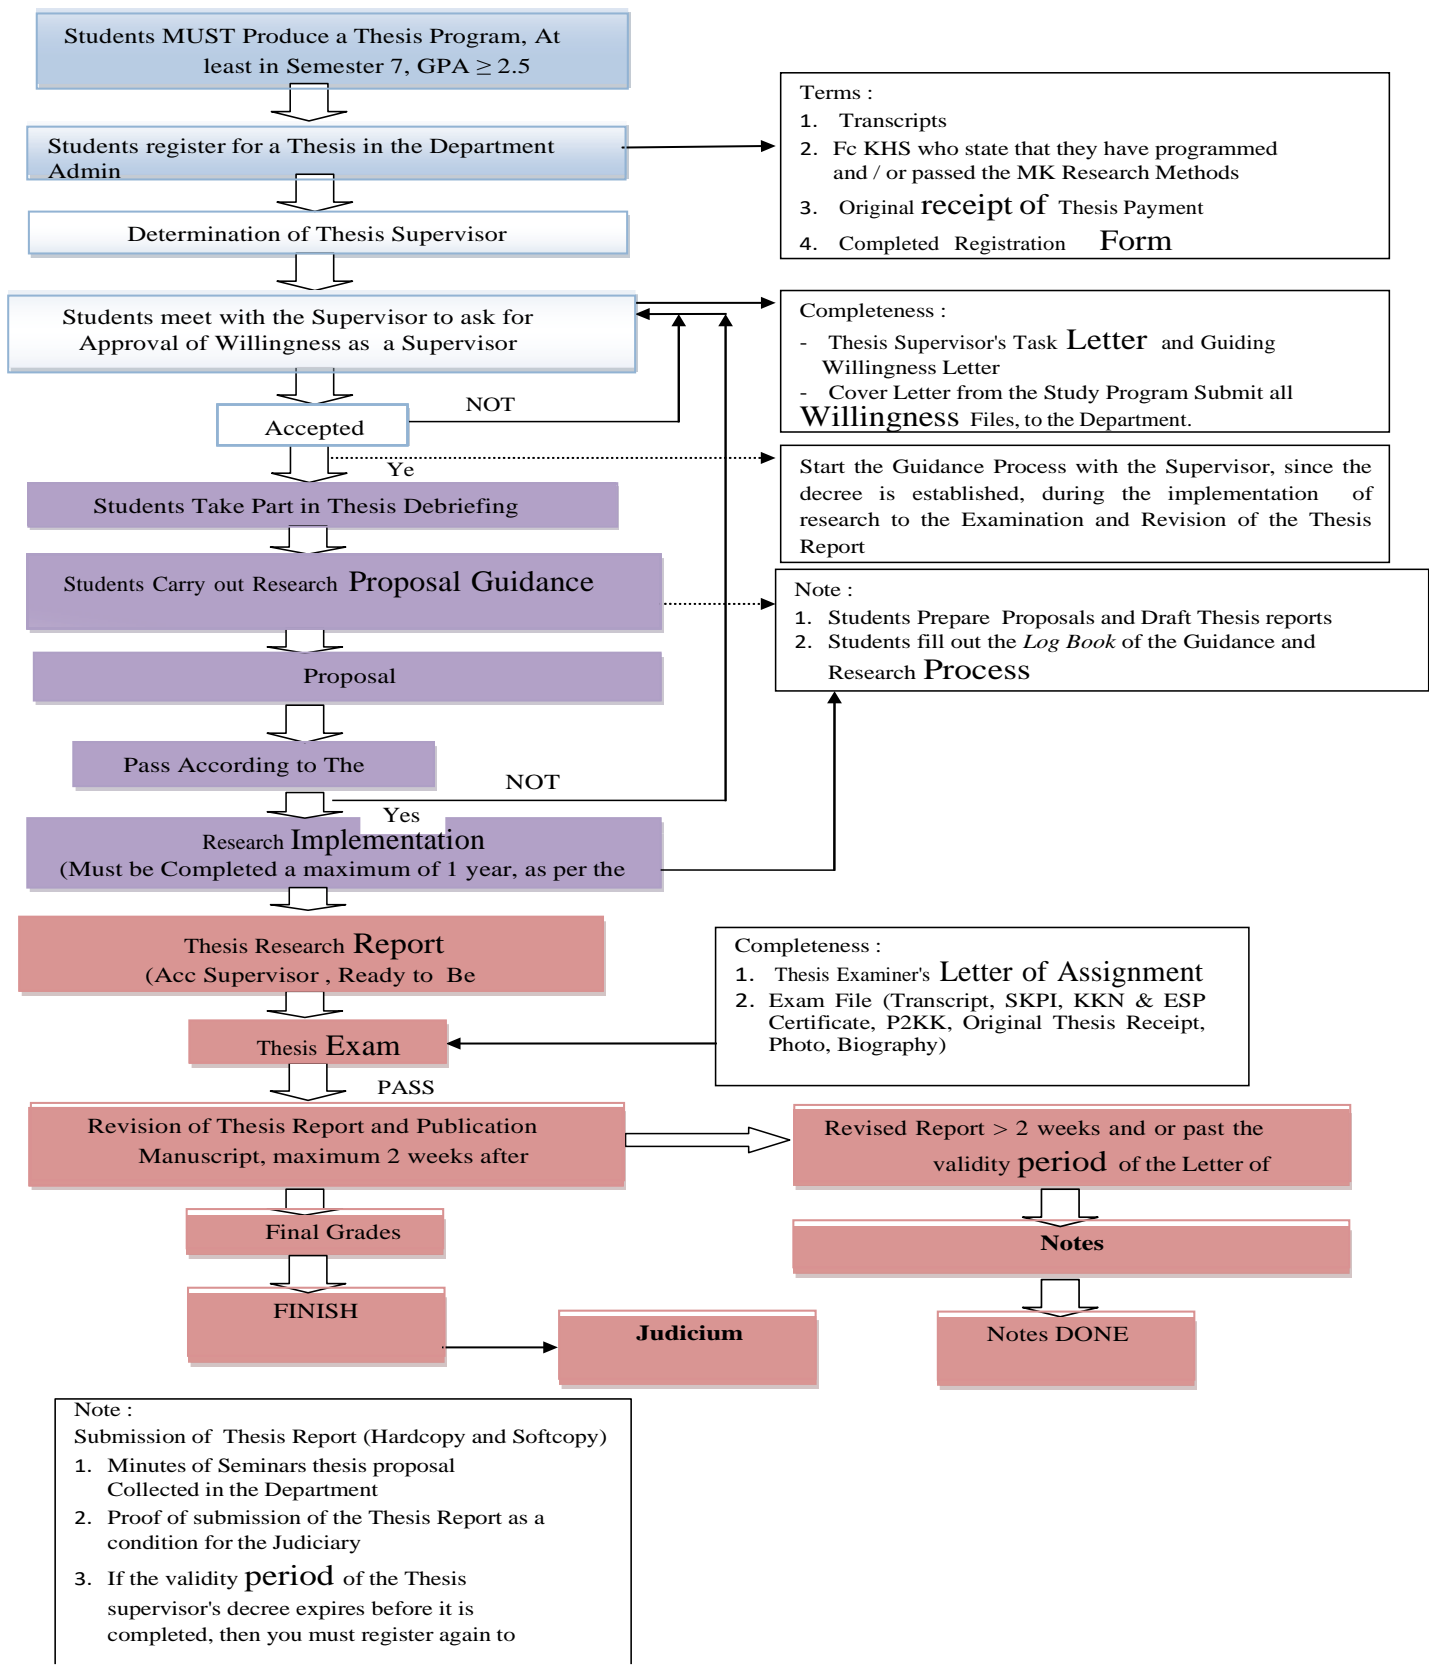 Students MUST Produce a Thesis Program, At
least in Semester 7, GPA ≥ 2.5
Students register for a Thesis in the Department
Admin
Terms :
1. Transcripts
2. Fc KHS who state that they have programmed
and / or passed the MK Research Methods
3. Original receipt of Thesis Payment
4. Completed Registration Form
Determination of Thesis Supervisor
Students meet with the Supervisor to ask for
Approval of Willingness as a Supervisor
Completeness :
- Thesis Supervisor's Task Letter and Guiding
Willingness Letter
- Cover Letter from the Study Program Submit all
Willingness Files, to the Department.
NOT
Accepted
Ye
Start the Guidance Process with the Supervisor, since the
decree is established, during the implementation of
research to the Examination and Revision of the Thesis
Report
Students Take Part in Thesis Debriefing
Students Carry out Research Proposal Guidance
Note :
1. Students Prepare Proposals and Draft Thesis reports
2. Students fill out the Log Book of the Guidance and
Research Process
Proposal
Pass According to The
NOT
Yes
Research Implementation
(Must be Completed a maximum of 1 year, as per the
Thesis Research Report
(Acc Supervisor , Ready to Be
Completeness :
1. Thesis Examiner's Letter of Assignment
2. Exam File (Transcript, SKPI, KKN & ESP
Certificate, P2KK, Original Thesis Receipt,
Photo, Biography)
Thesis Exam
PASS
Revision of Thesis Report and Publication
Manuscript, maximum 2 weeks after
Revised Report > 2 weeks and or past the
validity period of the Letter of
Final Grades
Notes
FINISH
Judicium
Notes DONE
Note :
Submission of Thesis Report (Hardcopy and Softcopy)
1. Minutes of Seminars thesis proposal
Collected in the Department
2. Proof of submission of the Thesis Report as a
condition for the Judiciary
3. If the validity period of the Thesis
supervisor's decree expires before it is
completed, then you must register again to